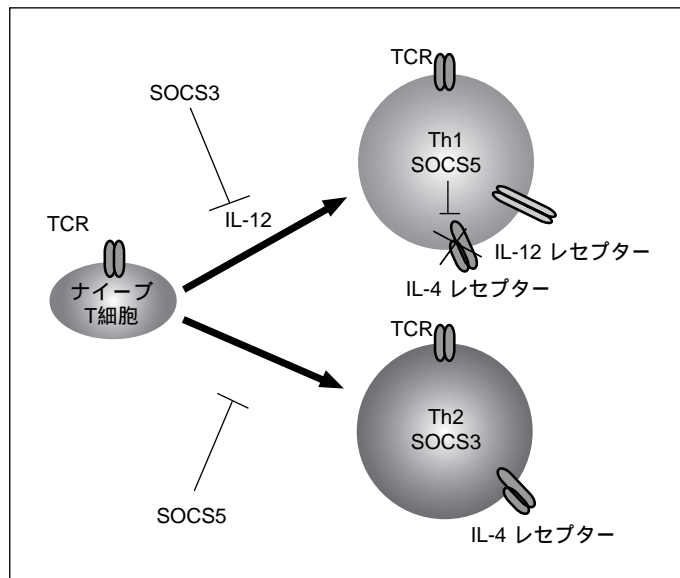 TCR
SOCS3
Th1
SOCS5
TCR
IL-12
IL-12 レセプター
ナイーブ
T細胞
IL-4 レセプター
TCR
Th2
SOCS3
SOCS5
IL-4 レセプター